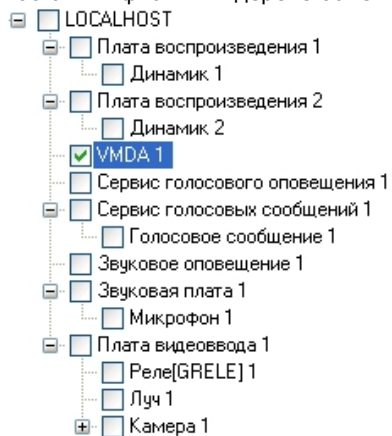 LOCALHOST
Плата воспроизведения 1
Динамик 1
Плата воспроизведения 2
Динамик 2
VMDA 1
Сервис голосового оповещения 1
Сервис голосовых сообщений 1
Голосовое сообщение 1
Звуковое оповещение 1
Звуковая плата 1
Микрофон 1
Плата видеоввода 1
Реле[GRELE] 1
Луч 1
Камера 1